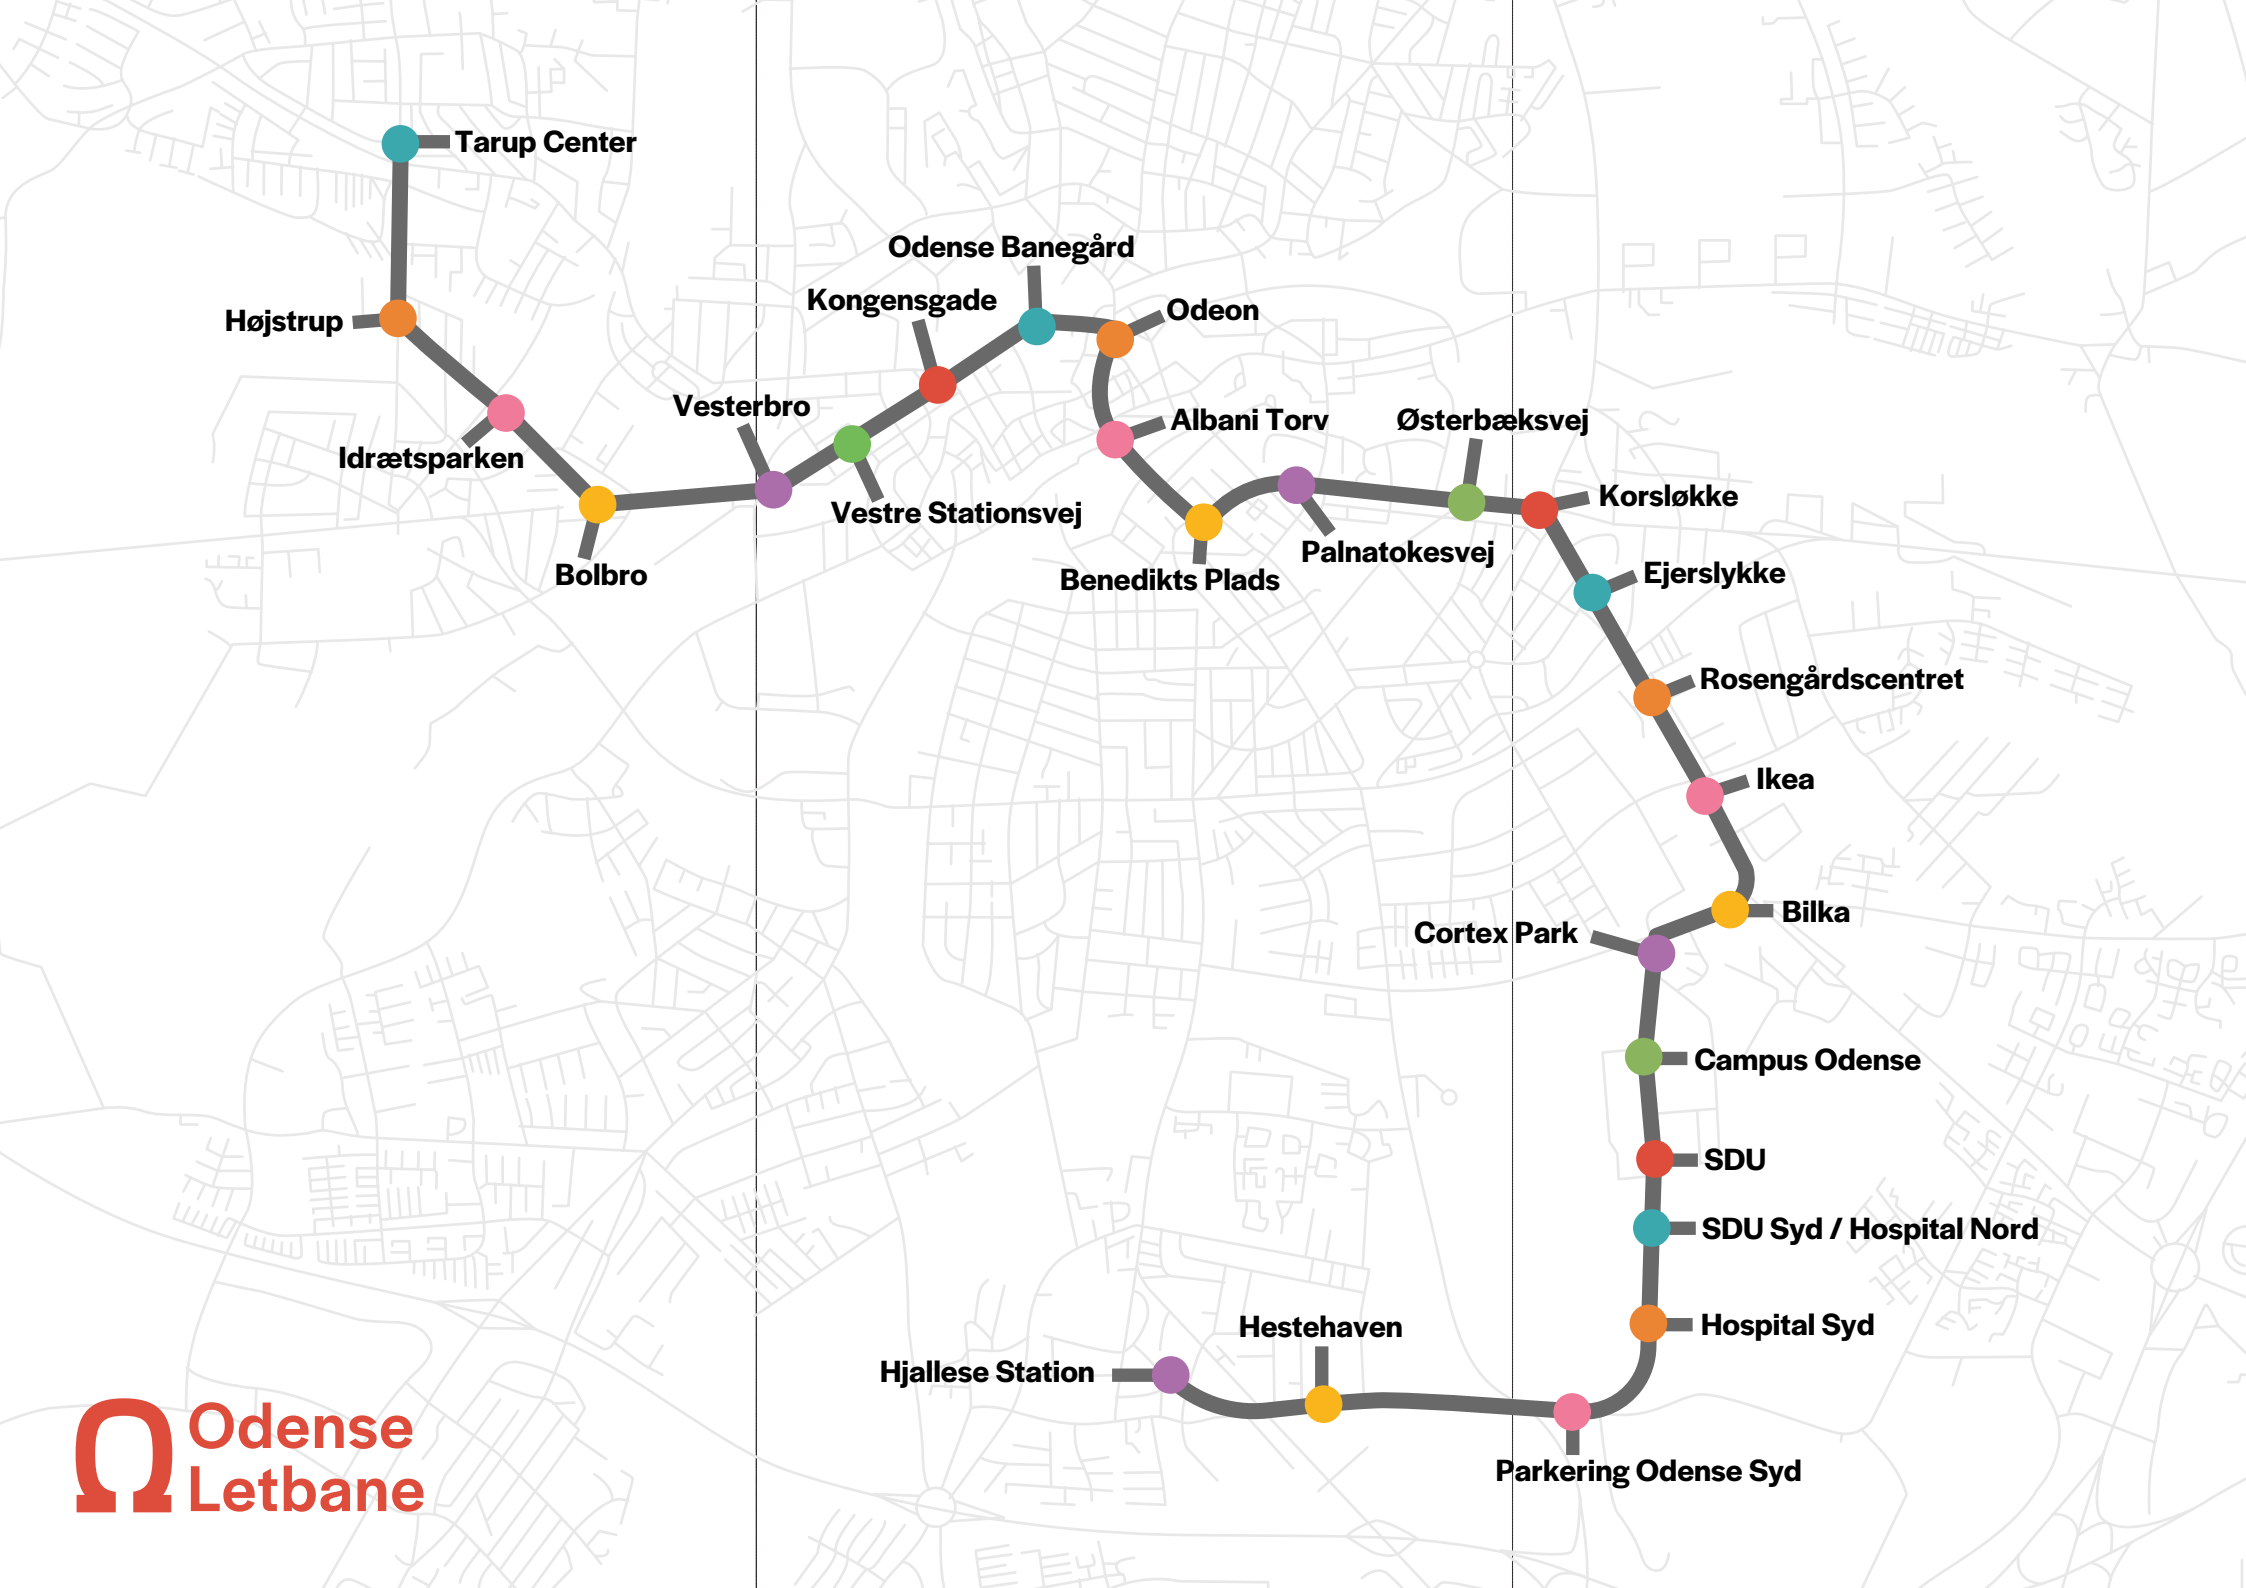 Tarup Center
Højstrup
Idrætsparken
Bolbro
Vesterbro
Vestre Stationsvej
Kongensgade
Odense Banegård
Odeon
Albani Torv
Benedikts Plads
Palnatokesvej
Østerbæksvej
Korsløkke
Ejerslykke
Rosengårdscentret
Ikea
Bilka
Cortex Park
Campus Odense
SDU
SDU Syd / Hospital Nord
Hospital Syd
Parkering Odense Syd
Hestehaven
Hjallese Station
Odense
Letbane